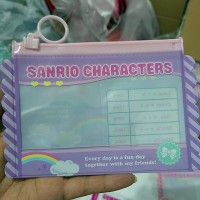 SANRIO CHARACTERS
Every day is a fun day
together with my friends!